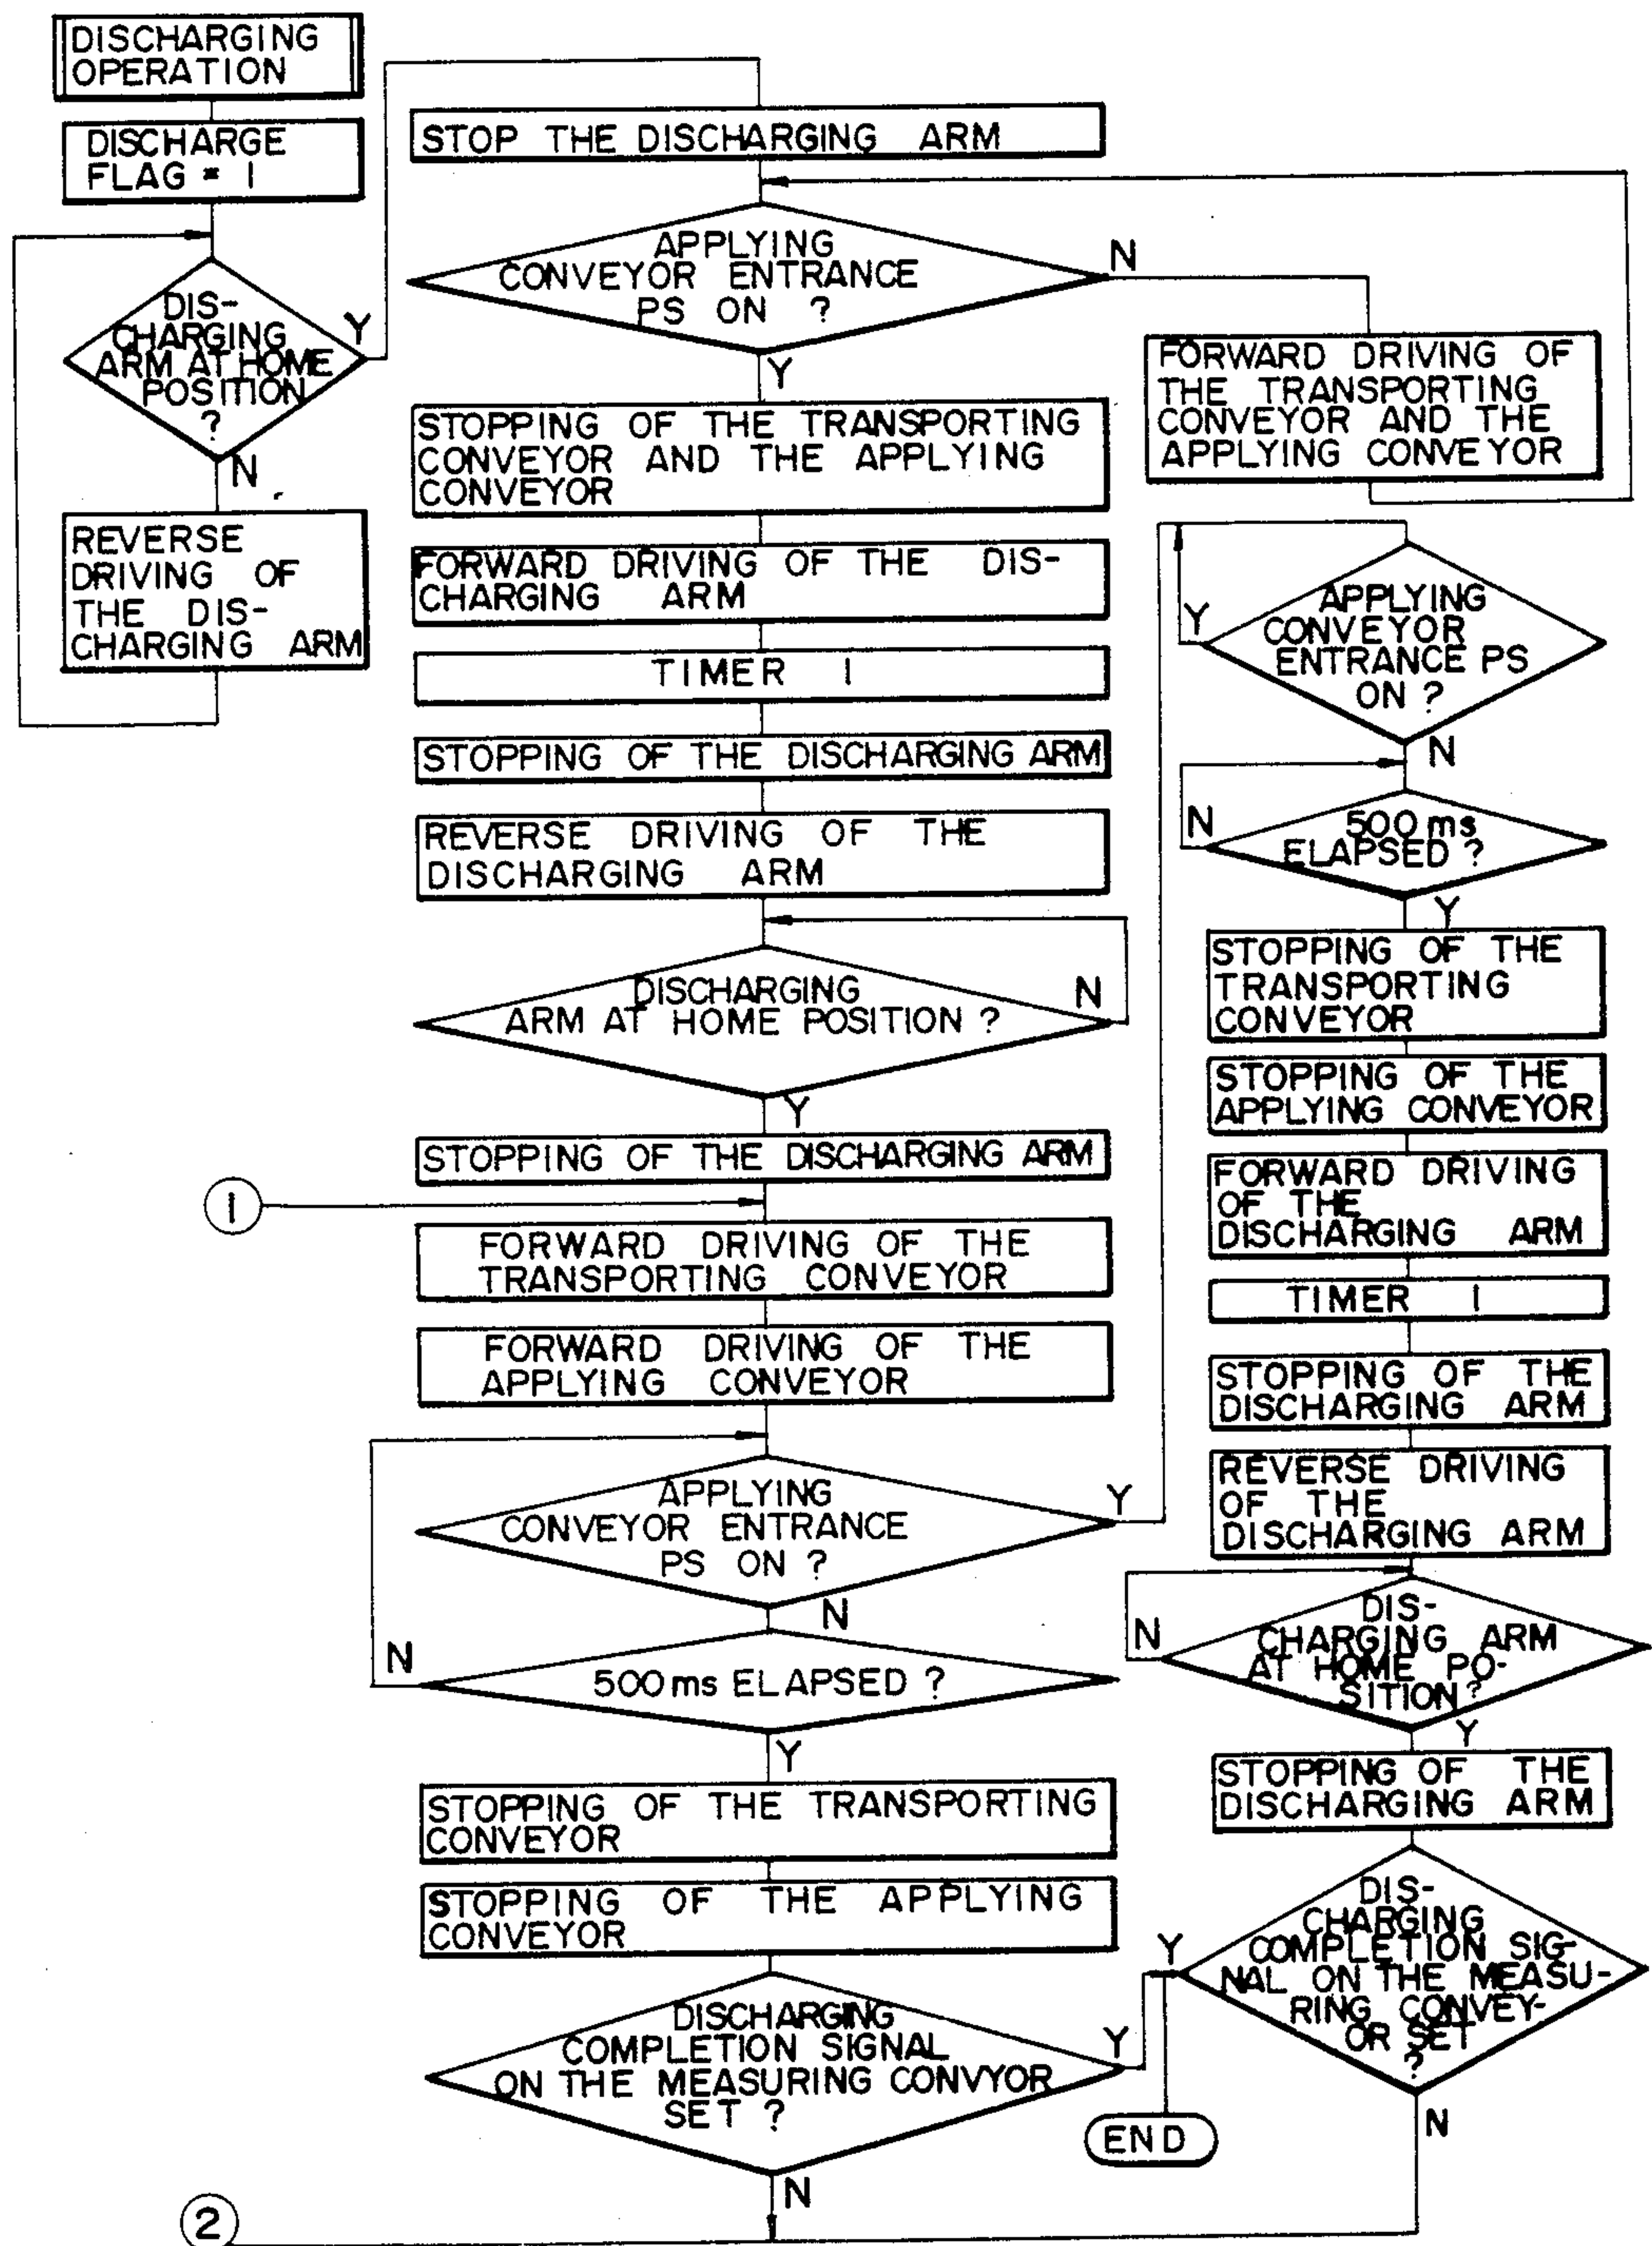 DISCHARGING
OPERATION
DISCHARGE
FLAG = 1
DIS-
CHARGING
ARM AT HOME
POSITION
?
Y
N
REVERSE
DRIVING OF
THE DIS-
CHARGING ARM
STOP THE DISCHARGING ARM
APPLYING
CONVEYOR ENTRANCE
PS ON ?
N
Y
FORWARD DRIVING OF
THE TRANSPORTING
CONVEYOR AND THE
APPLYING CONVEYOR
STOPPING OF THE TRANSPORTING
CONVEYOR AND THE APPLYING
CONVEYOR
FORWARD DRIVING OF THE DIS-
CHARGING ARM
TIMER 1
STOPPING OF THE DISCHARGING ARM
REVERSE DRIVING OF THE
DISCHARGING ARM
DISCHARGING
ARM AT HOME POSITION ?
N
Y
STOPPING OF THE DISCHARGING ARM
1
FORWARD DRIVING OF THE
TRANSPORTING CONVEYOR
FORWARD DRIVING OF THE
APPLYING CONVEYOR
APPLYING
CONVEYOR ENTRANCE
PS ON ?
Y
N
500ms ELAPSED ?
N
Y
STOPPING OF THE TRANSPORTING
CONVEYOR
STOPPING OF THE APPLYING
CONVEYOR
DISCHARGING
COMPLETION SIGNAL
ON THE MEASURING CONVYOR
SET ?
Y
N
2
APPLYING
CONVEYOR
ENTRANCE PS
ON ?
Y
N
500 ms
ELAPSED ?
N
Y
STOPPING OF THE
TRANSPORTING
CONVEYOR
STOPPING OF THE
APPLYING CONVEYOR
FORWARD DRIVING
OF THE
DISCHARGING ARM
TIMER 1
STOPPING OF THE
DISCHARGING ARM
REVERSE DRIVING
OF THE
DISCHARGING ARM
DIS-
CHARGING ARM
AT HOME PO-
SITION?
N
Y
STOPPING OF THE
DISCHARGING ARM
DIS-
CHARGING
COMPLETION SIG-
NAL ON THE MEASU-
RING CONVEY-
OR SET
?
Y
N
END